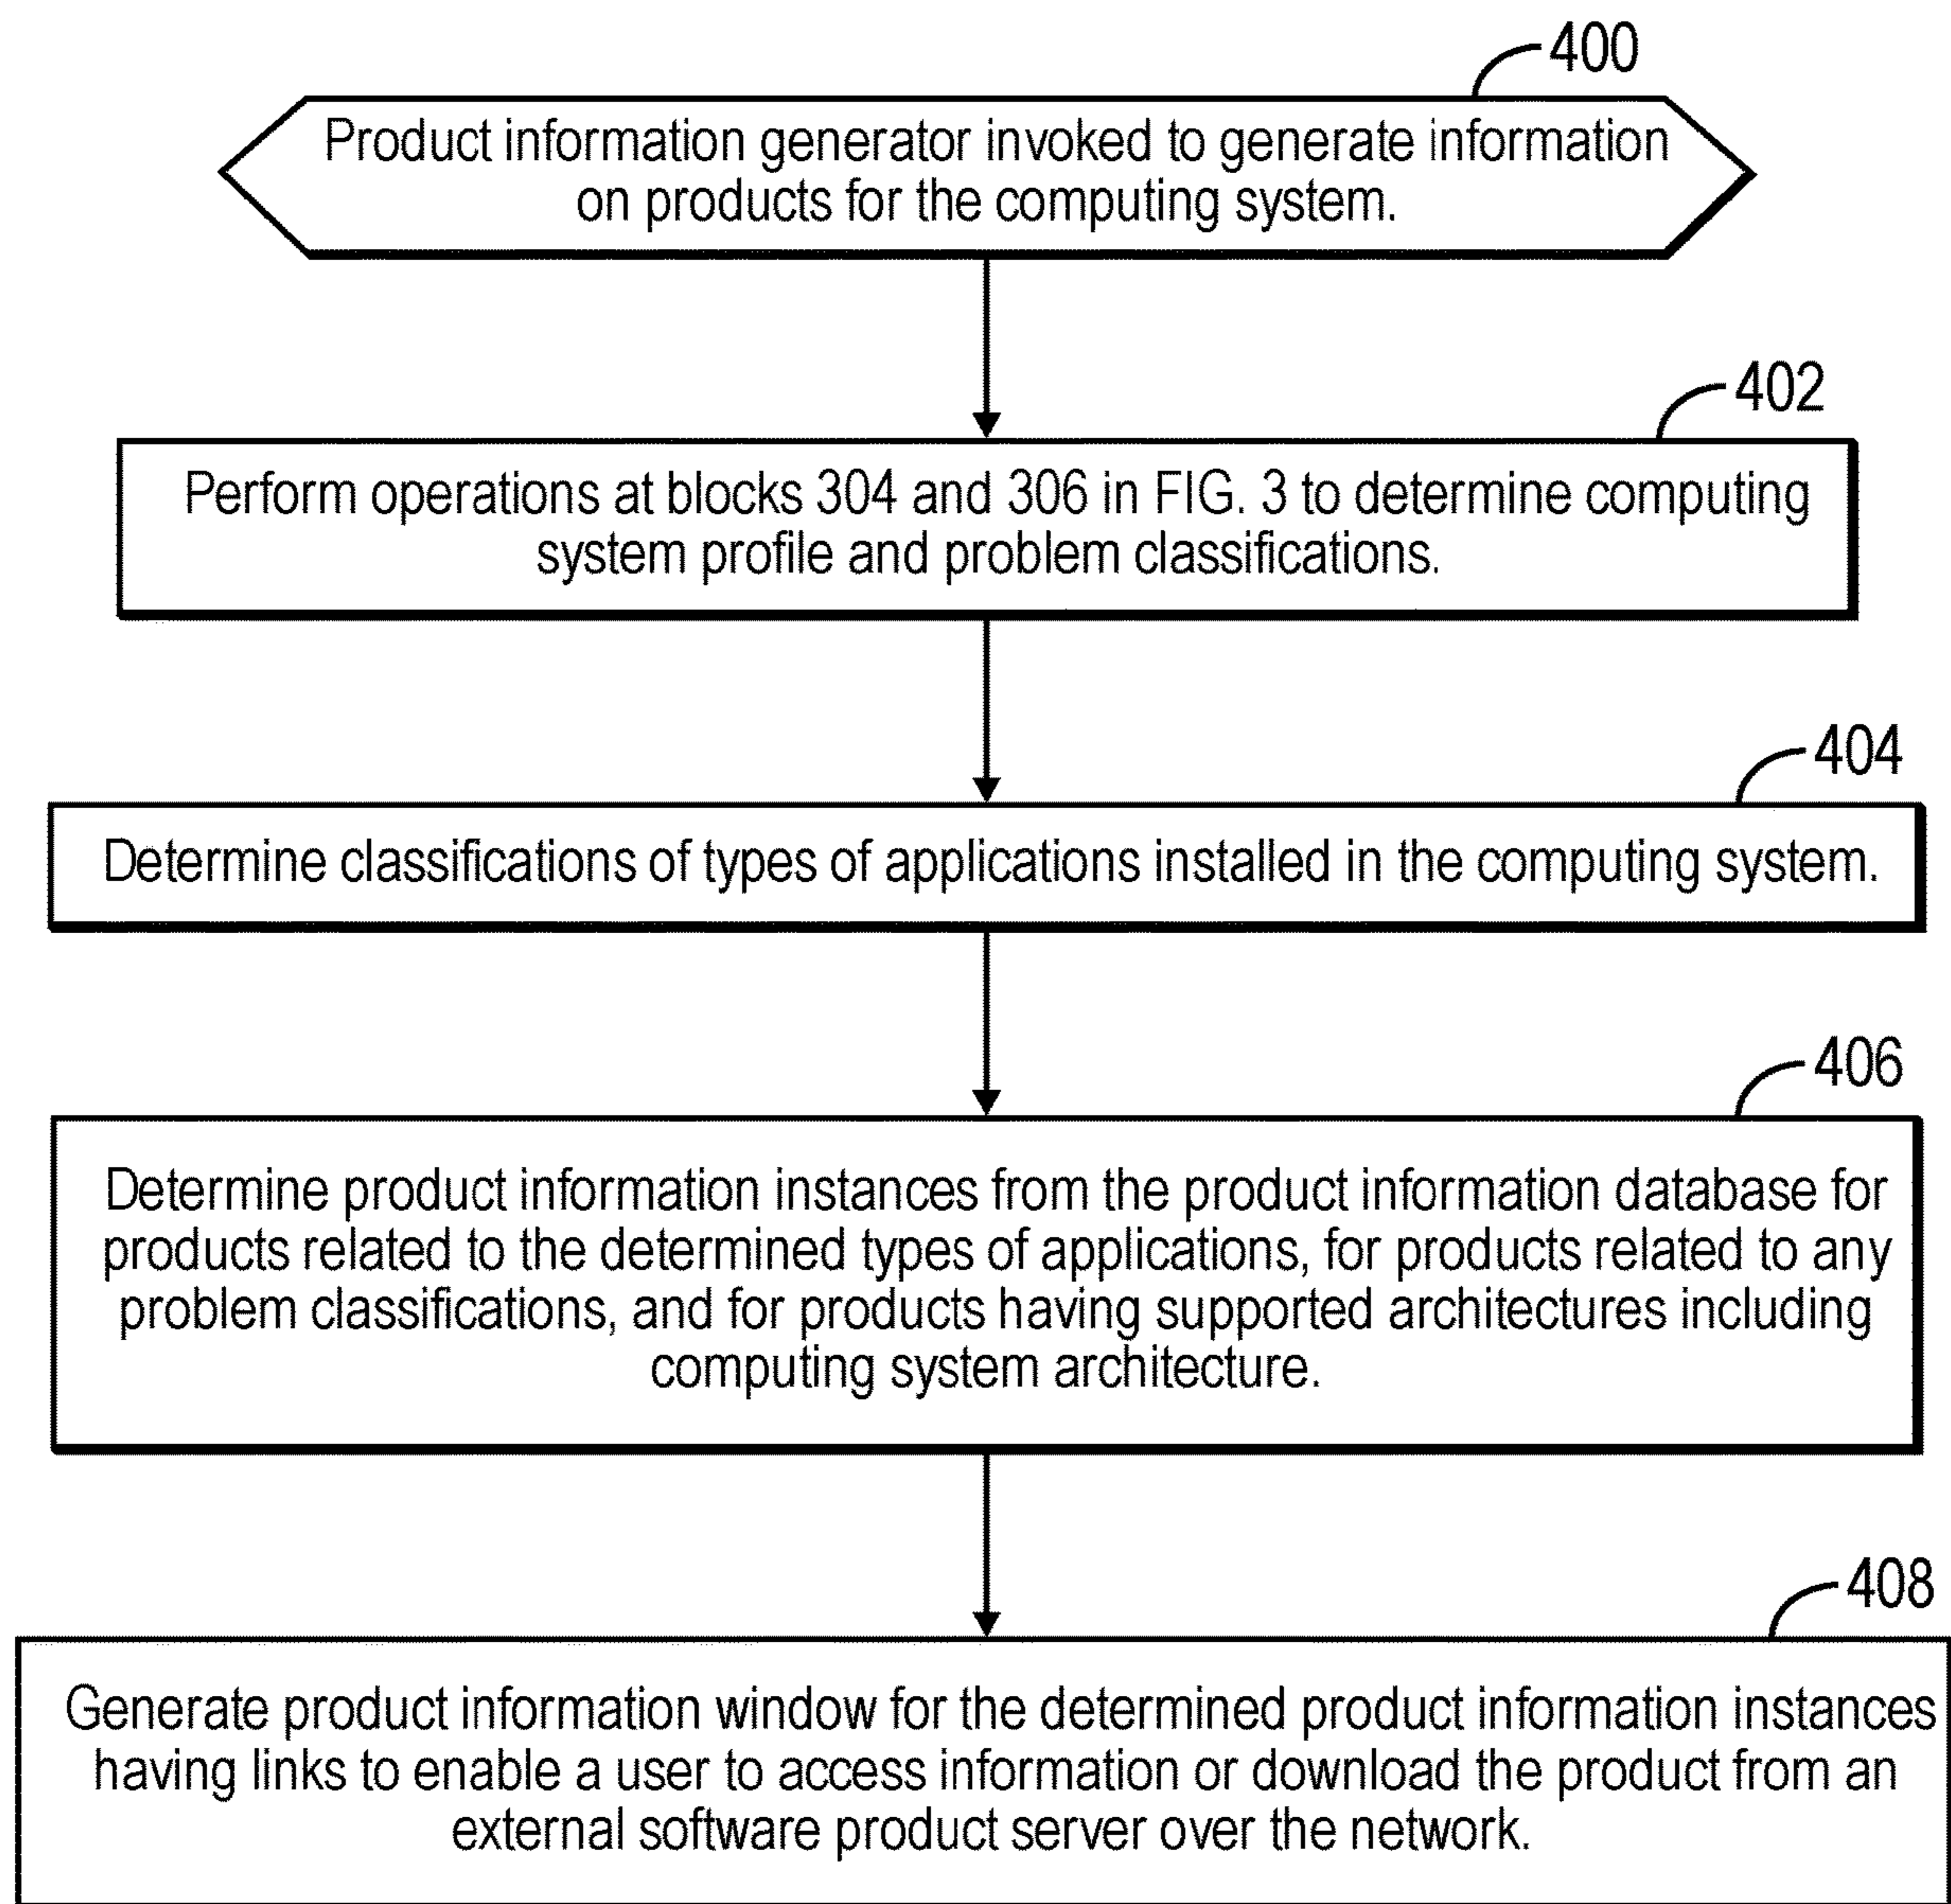 400
Product information generator invoked to generate information
on products for the computing system.
402
Perform operations at blocks 304 and 306 in FIG. 3 to determine computing
system profile and problem classifications.
404
Determine classifications of types of applications installed in the computing system.
406
Determine product information instances from the product information database for
products related to the determined types of applications, for products related to any
problem classifications, and for products having supported architectures including
computing system architecture.
408
Generate product information window for the determined product information instances
having links to enable a user to access information or download the product from an
external software product server over the network.